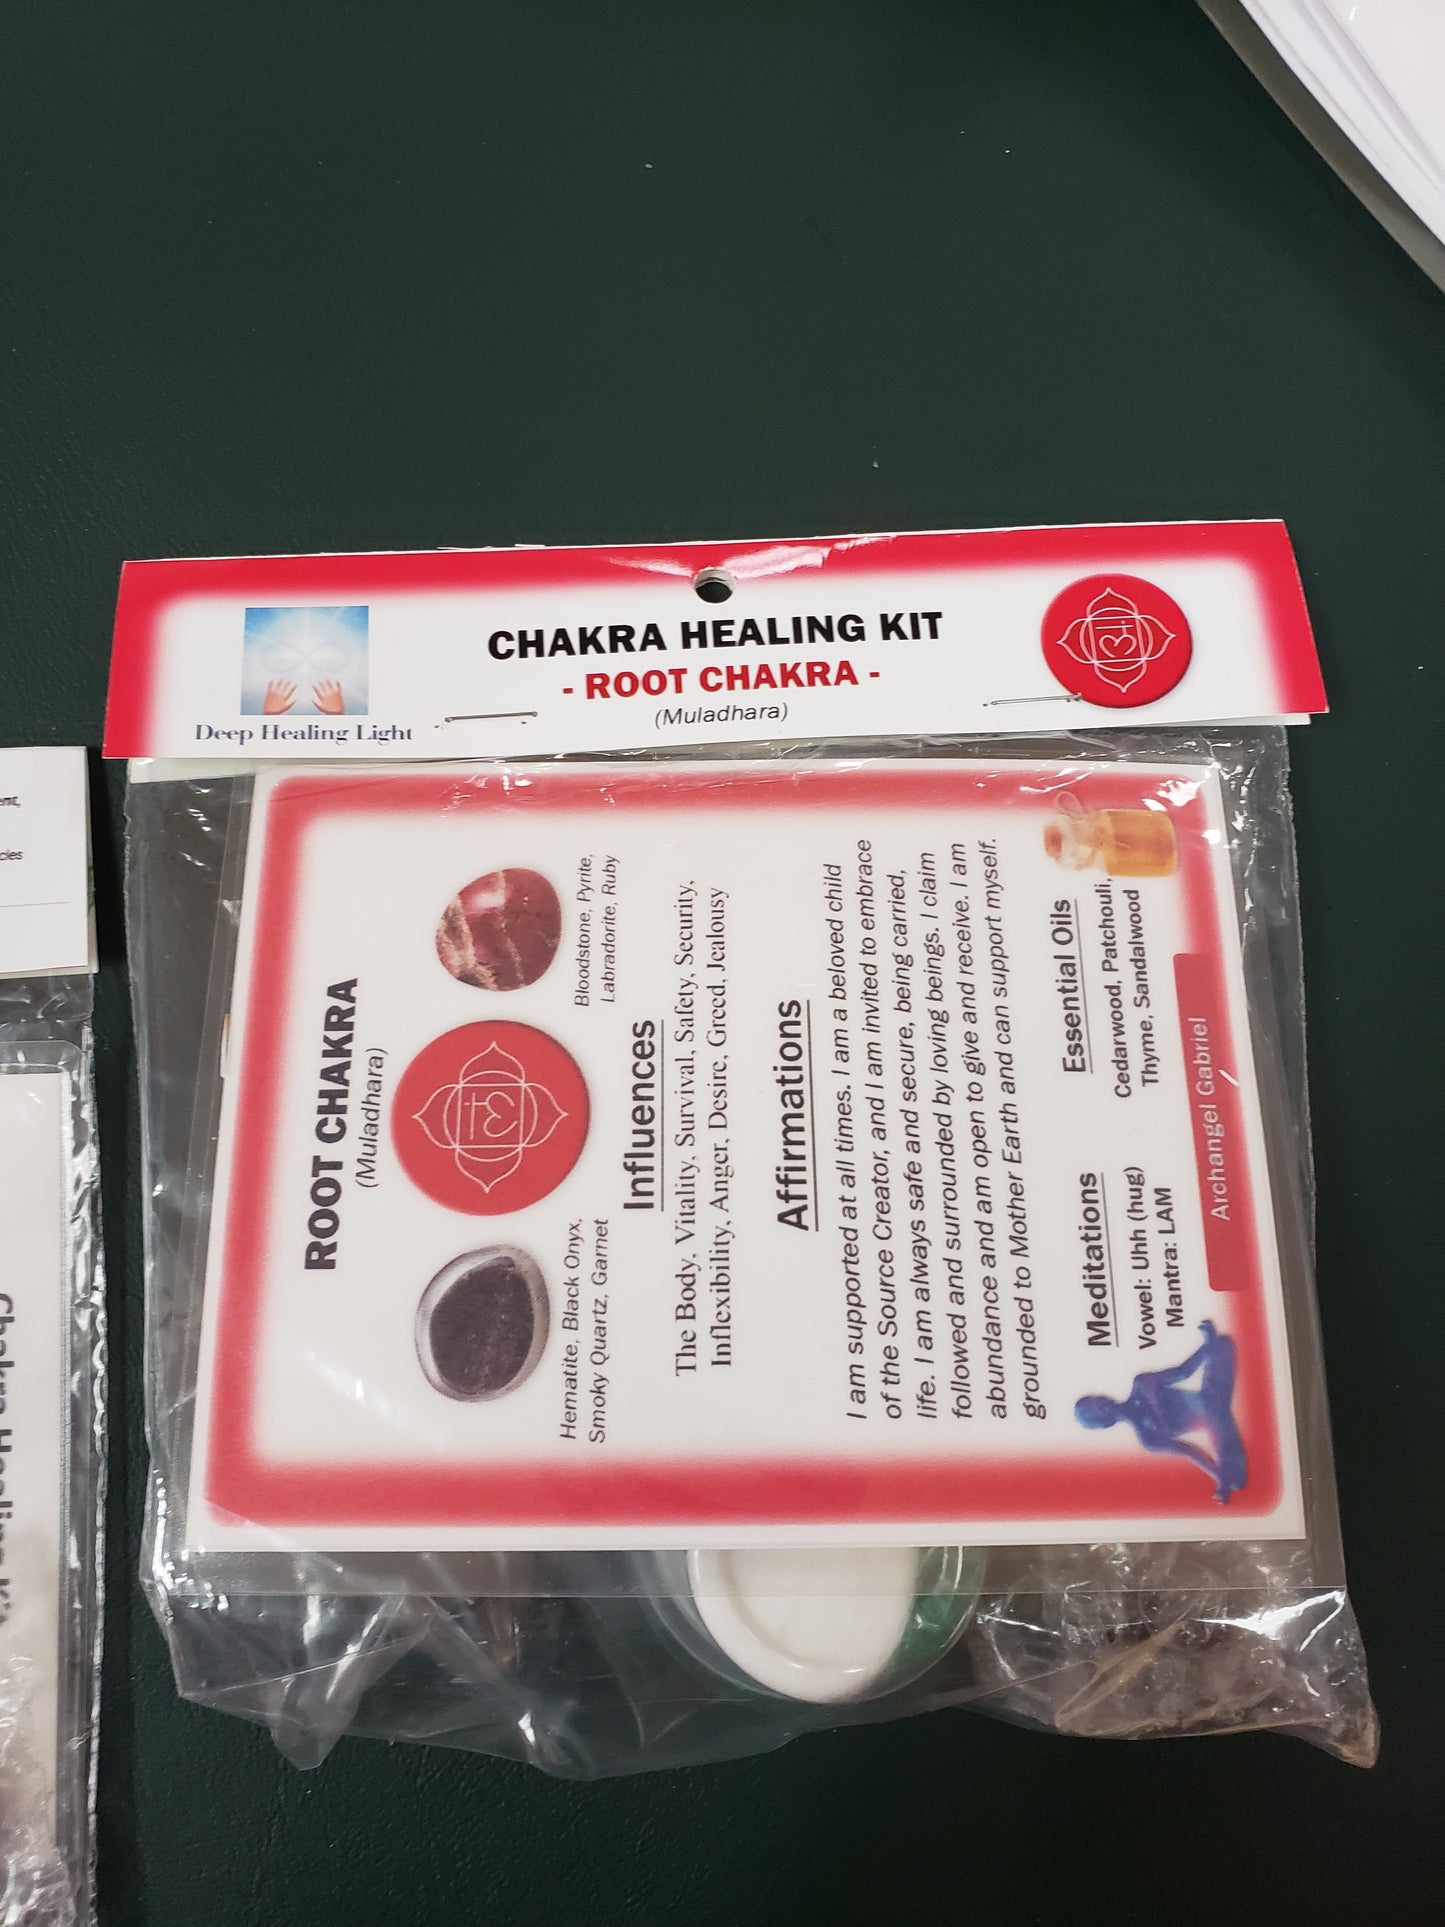 CHAKRA HEALING KIT
- ROOT CHAKRA -
(Muladhara)
Deep Healing Light
ROOT CHAKRA
(Muladhara)
Hematite, Black Onyx,
Smoky Quartz, Garnet
Bloodstone, Pyrite,
Labradorite, Ruby
Influences
The Body, Vitality, Survival, Safety, Security,
Inflexibility, Anger, Desire, Greed, Jealousy
Affirmations
I am supported at all times. I am a beloved child
of the Source Creator, and I am invited to embrace
life. I am always safe and secure, being carried,
followed and surrounded by loving beings. I claim
abundance and am open to give and receive. I am
grounded to Mother Earth and can support myself.
Meditations
Vowel: Uhh (hug)
Mantra: LAM
Essential Oils
Cedarwood, Patchouli,
Thyme, Sandalwood
Archangel Gabriel
Chakra Healing Kit